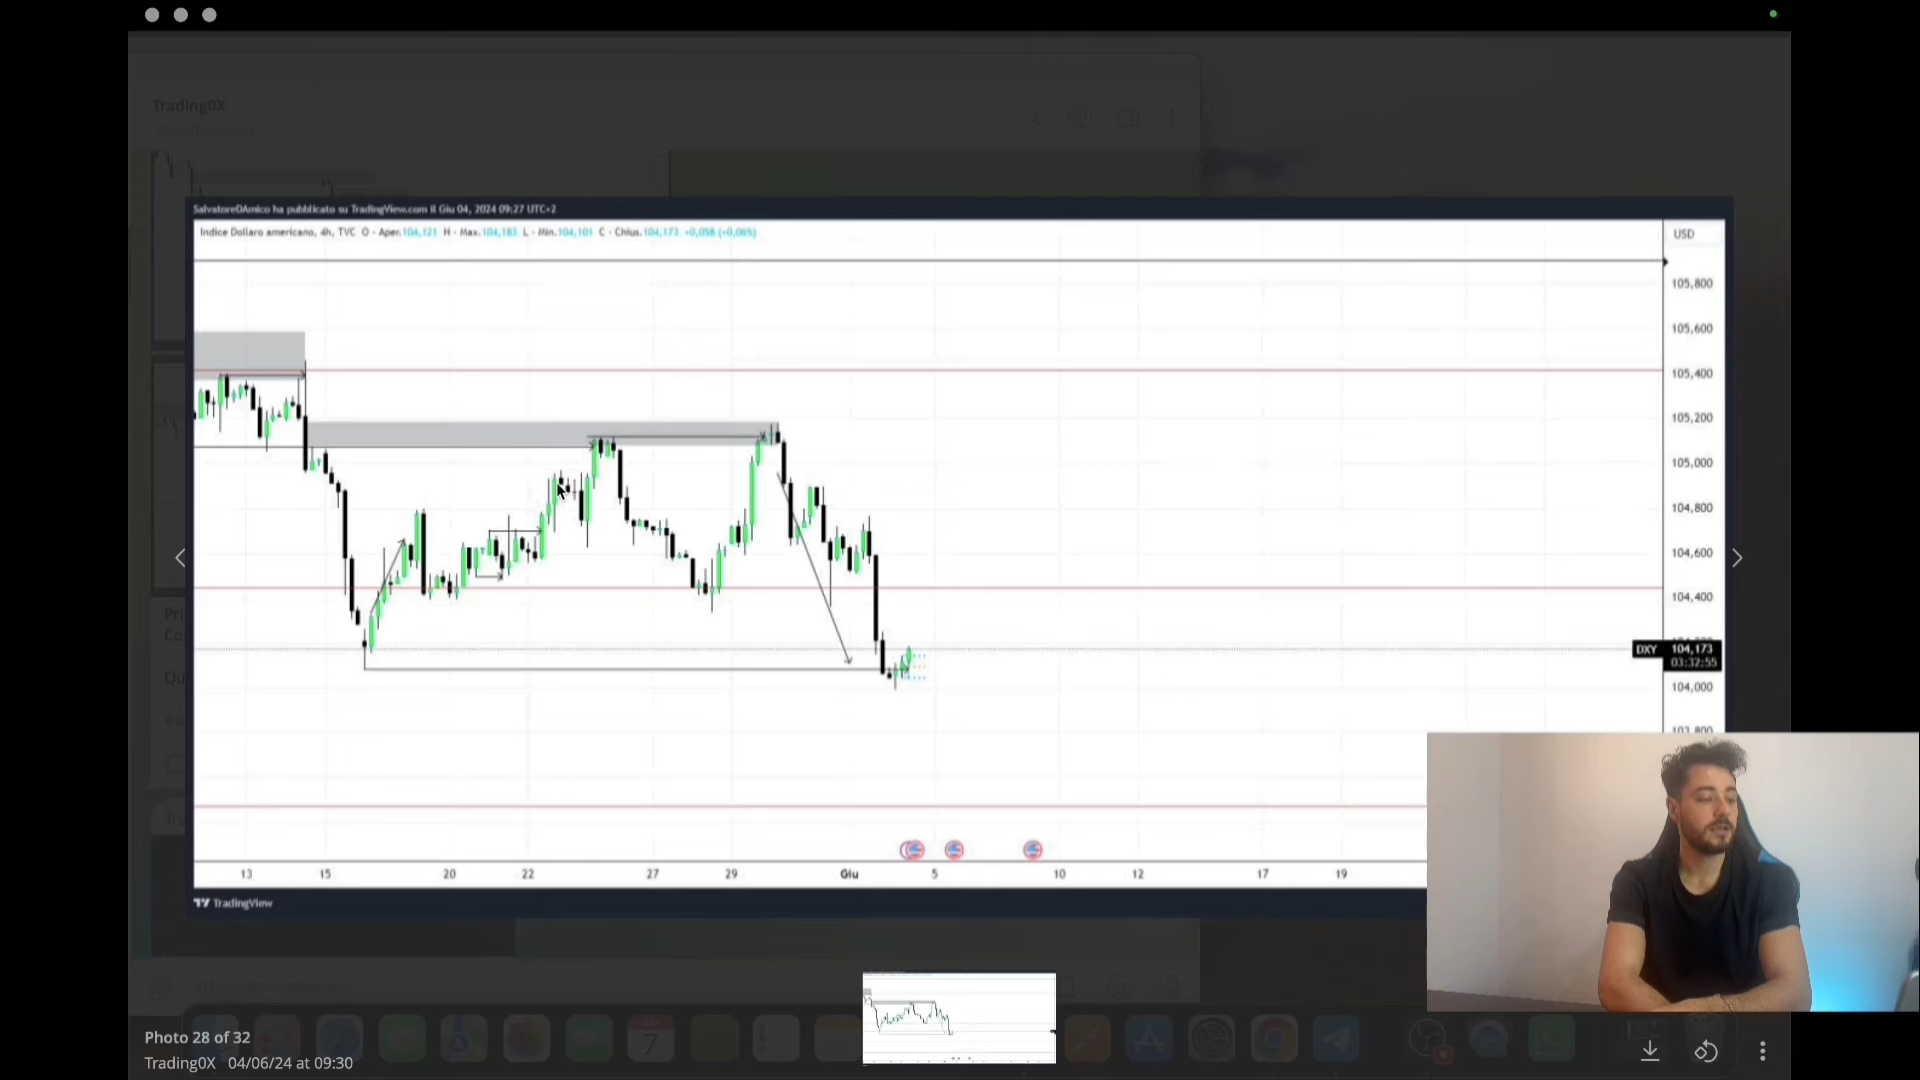 Trading0X
SalvatoreDAmico ha pubblicato su TradingView.com il Giu 04, 2024 09:27 UTC+2
Indice Dollaro americano, 4h, TVC O - Aper.104,121 H - Max.104,183 L - Min.104,101 C - Chius.104,173 +0,058 (+0,06%)
USD
105,800
105,600
105,400
105,200
105,000
104,800
104,600
104,400
DXY 104,173
03:32:55
104,000
13 15 20 22 27 29 Giu 5 10 12 17 19
TradingView
7
Photo 28 of 32
Trading0X 04/06/24 at 09:30